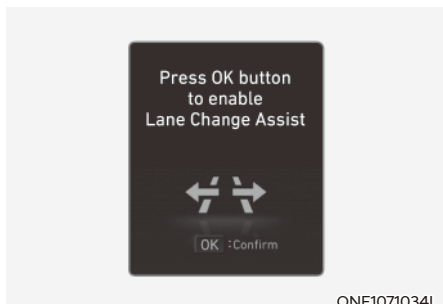 Press OK button
to enable
Lane Change Assist
OK :Confirm
ONE1071034L